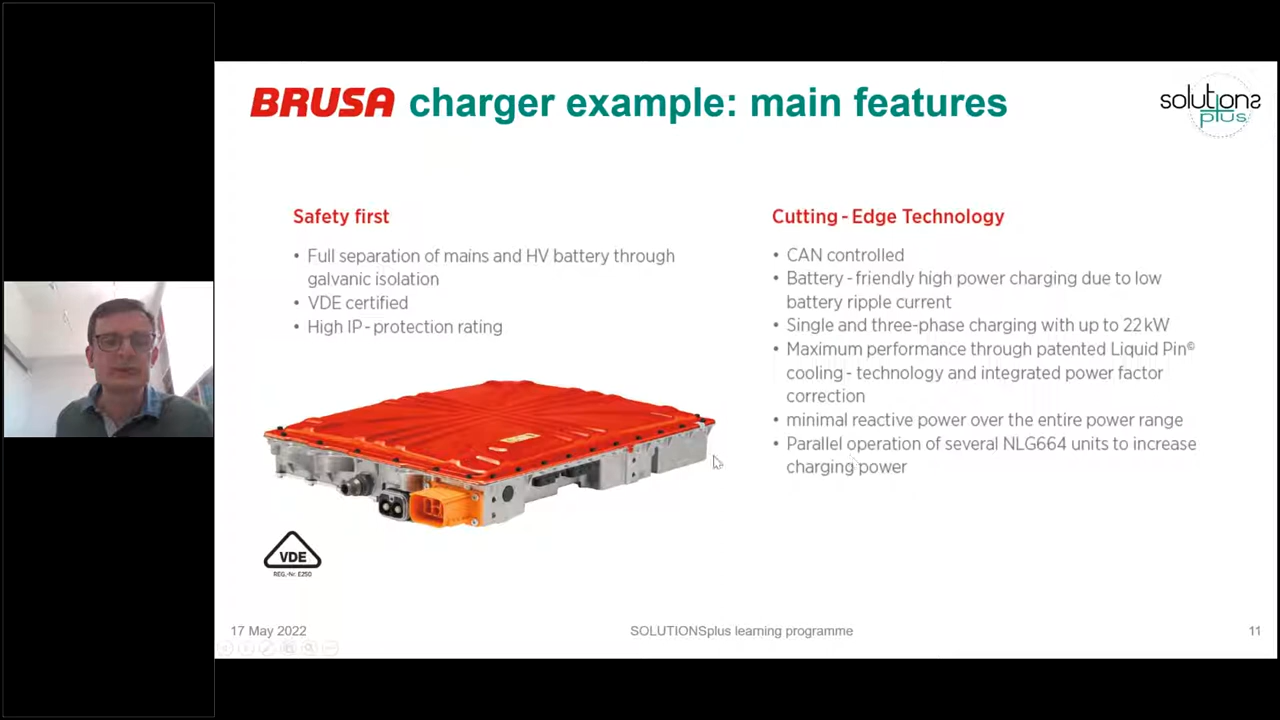 BRUSA charger example: main features
solutions
plus
Safety first
• Full separation of mains and HV battery through
galvanic isolation
• VDE certified
• High IP - protection rating
Cutting - Edge Technology
• CAN controlled
• Battery - friendly high power charging due to low
battery ripple current
• Single and three-phase charging with up to 22 kW
• Maximum performance through patented Liquid Pin©
cooling - technology and integrated power factor
correction
• minimal reactive power over the entire power range
• Parallel operation of several NLG664 units to increase
charging power
VDE
REG.-Nr. E250
17 May 2022
SOLUTIONSplus learning programme
11